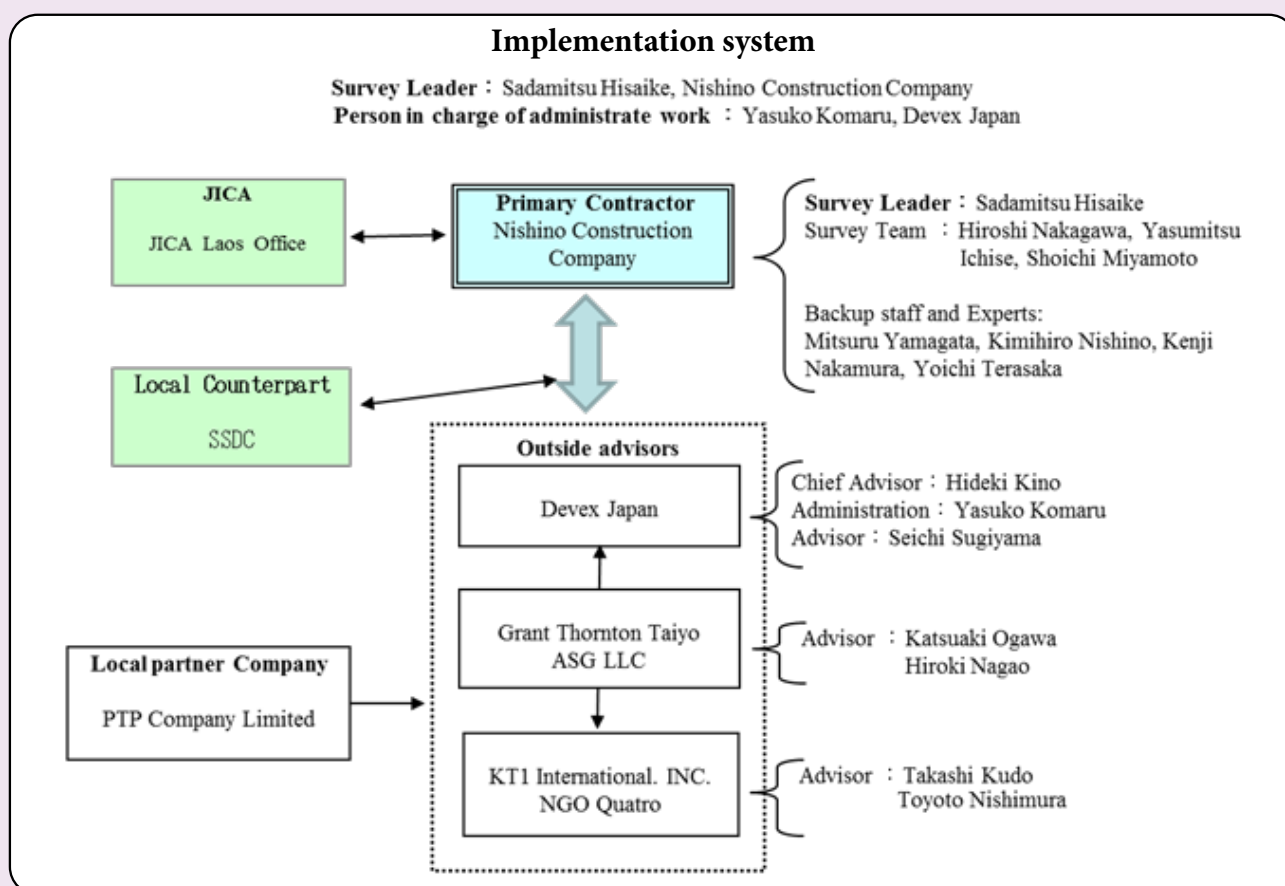 Implementation system
Survey Leader：Sadamitsu Hisaike, Nishino Construction Company
Person in charge of administrate work ：Yasuko Komaru, Devex Japan
JICA
JICA Laos Office
Primary Contractor
Nishino Construction
Company
Survey Leader：Sadamitsu Hisaike
Survey Team ：Hiroshi Nakagawa, Yasumitsu
Ichise, Shoichi Miyamoto
Backup staff and Experts:
Mitsuru Yamagata, Kimihiro Nishino, Kenji
Nakamura, Yoichi Terasaka
Local Counterpart
SSDC
Outside advisors
Devex Japan
Chief Advisor：Hideki Kino
Administration：Yasuko Komaru
Advisor：Seichi Sugiyama
Grant Thornton Taiyo
ASG LLC
Advisor ：Katsuaki Ogawa
Hiroki Nagao
Local partner Company
PTP Company Limited
KT1 International. INC.
NGO Quatro
Advisor ：Takashi Kudo
Toyoto Nishimura